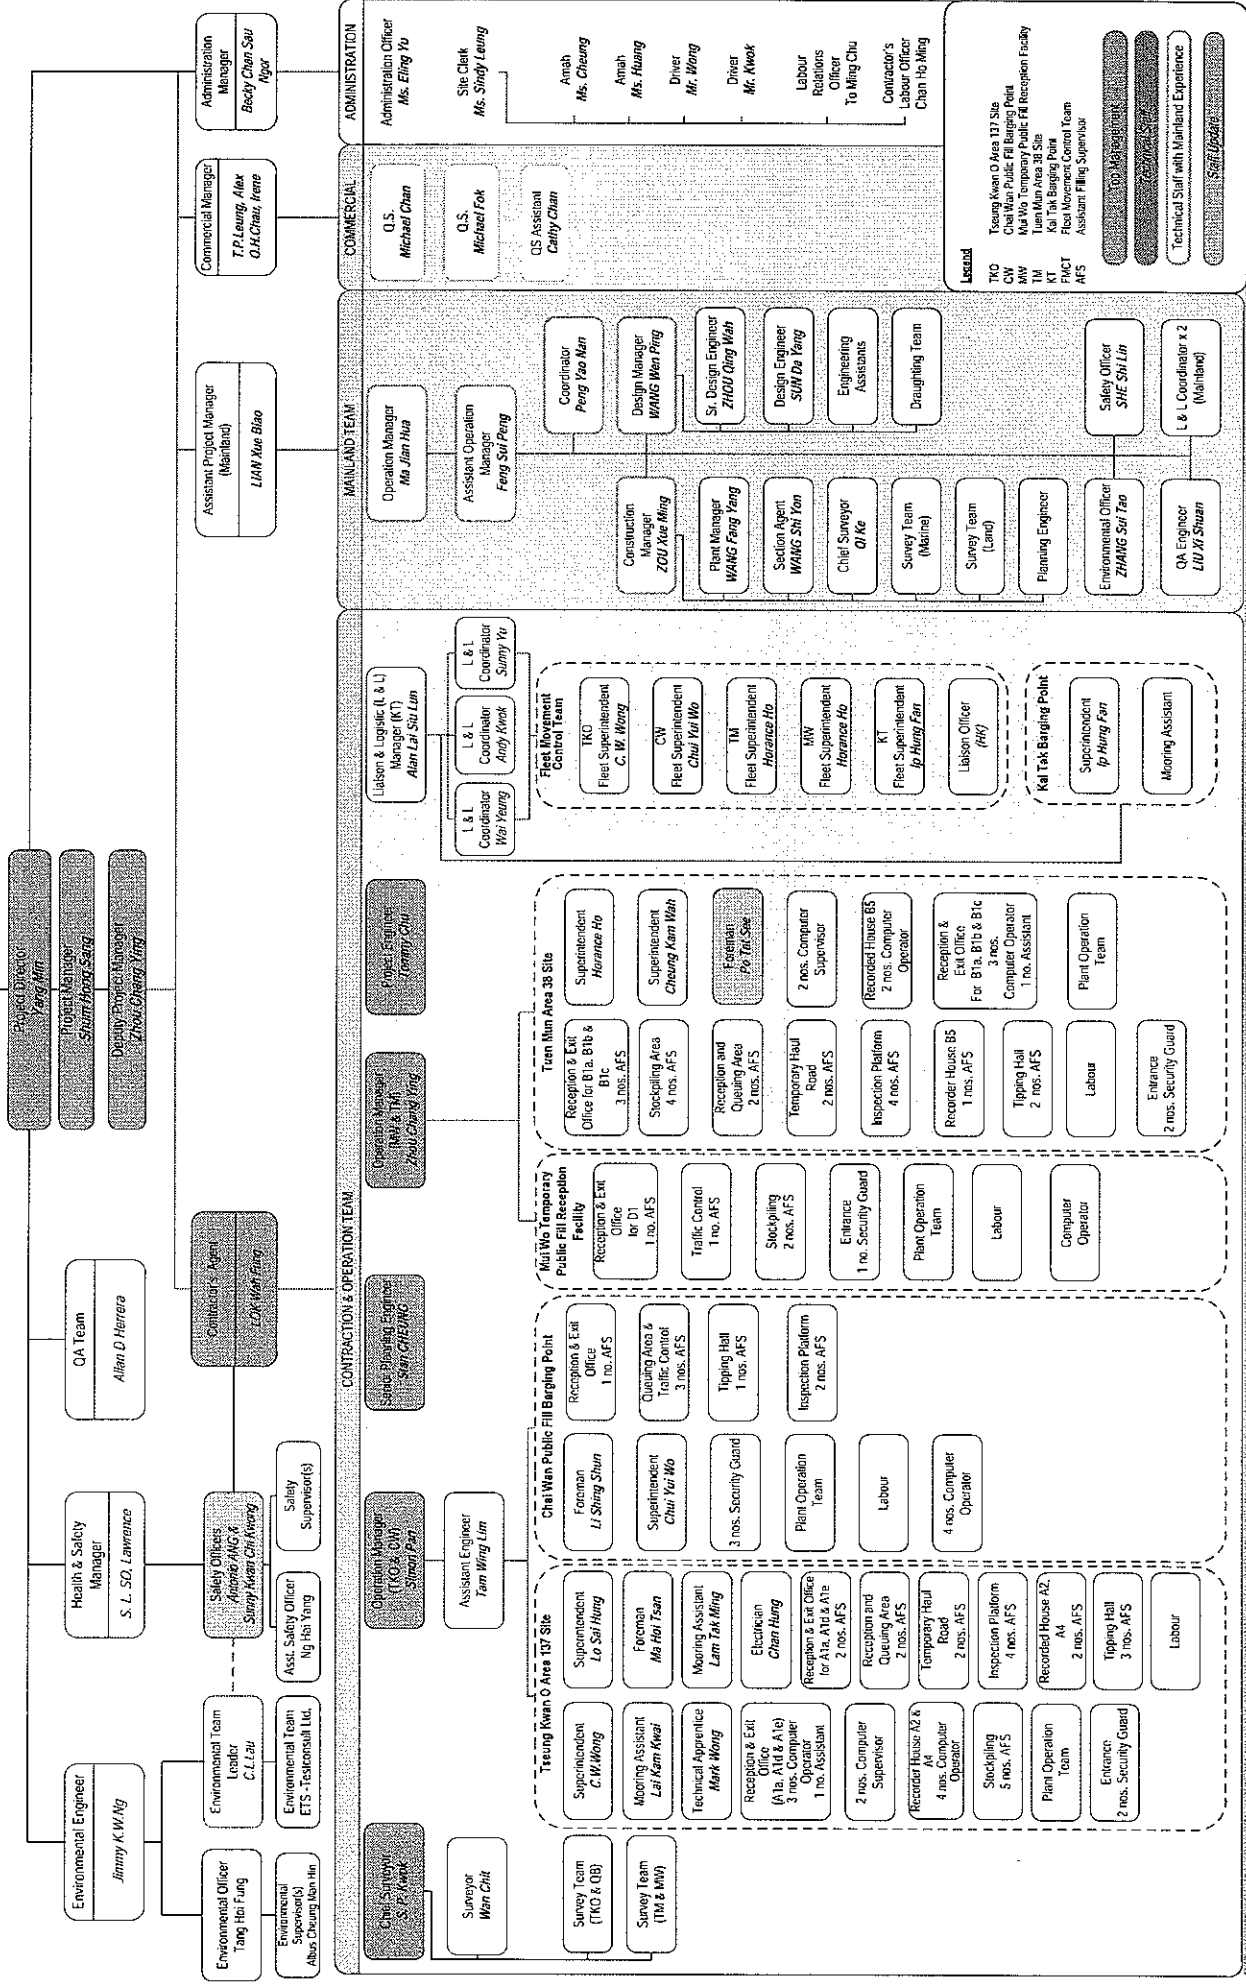 Project Director
Yang Min
Project Manager
Shum Hong Sang
Deputy Project Manager
Zhou Chang Ying
Environmental Engineer
Jimmy K.W.Ng
Health & Safety
Manager
S. L. SO, Lawrence
QA Team
Allan D Herrera
Assistant Project Manager
(Mainland)
LIAN Xue Biao
Commercial Manager
T.P.Leung, Alex
O.H.Chau, Irene
Administration
Manager
Becky Chan Sau
Ngor
Environmental Officer
Tang Hoi Fung
Environmental
Supervisor(s)
Albus Cheung Man Hin
Environmental Team
Leader
C.L.Lau
Environmental Team
ETS -Testconsult Ltd.
Safety Officers
Antonio ANG &
Sunny Kwan Chi Kwong
Asst. Safety Officer
Ng Hoi Yang
Safety
Supervisor(s)
Contractor's Agent
LOK Wah Fung
CONTRACTION & OPERATION TEAM
Chief Surveyor
S. P. Kwok
Surveyor
Wan Chit
Survey Team
(TKO & QB)
Survey Team
(TM & MW)
Operation Manager
(TKO & CW)
Simon Pan
Assistant Engineer
Tam Wing Lim
Senior Planning Engineer
Stan CHEUNG
Operation Manager
(MW & TM)
Zhou Chang Ying
Project Engineer
Tommy Chu
Tseung Kwan O Area 137 Site
Superintendent
C.W.Wong
Mooring Assistant
Lai Kam Kwai
Technical Apprentice
Mark Wong
Reception & Exit
Office
(A1a, A1d & A1e)
3 nos. Computer
Operator
1 no. Assistant
2 nos. Computer
Supervisor
Recorder House A2 &
A4
4 nos. Computer
Operator
Stockpiling
5 nos. AFS
Plant Operation
Team
Entrance
2 nos. Security Guard
Superintendent
Lo Sai Hung
Foreman
Ma Hoi Tsan
Mooring Assistant
Lam Tak Ming
Electrician
Chan Hung
Reception & Exit Office
for A1a, A1d & A1e
2 nos. AFS
Reception and
Queuing Area
2 nos. AFS
Temporary Haul
Road
2 nos. AFS
Inspection Platform
4 nos. AFS
Recorded House A2,
A4
2 nos. AFS
Tipping Hall
3 nos. AFS
Labour
Chai Wan Public Fill Barging Point
Foreman
Li Shing Shun
Superintendent
Chui Yui Wo
3 nos. Security Guard
Plant Operation
Team
Labour
4 nos. Computer
Operator
Reception & Exit
Office
1 no. AFS
Queuing Area &
Traffic Control
3 nos. AFS
Tipping Hall
1 nos. AFS
Inspection Platform
2 nos. AFS
Mui Wo Temporary
Public Fill Reception
Facility
Reception & Exit
Office
for D1
1 no. AFS
Traffic Control
1 no. AFS
Stockpiling
2 nos. AFS
Entrance
1 no. Security Guard
Plant Operation
Team
Labour
Computer
Operator
Tuen Mun Area 38 Site
Reception & Exit
Office for B1a, B1b &
B1c
3 nos. AFS
Stockpiling Area
4 nos. AFS
Reception and
Queuing Area
2 nos. AFS
Temporary Haul
Road
2 nos. AFS
Inspection Platform
4 nos. AFS
Recorder House B5
1 nos. AFS
Tipping Hall
2 nos. AFS
Labour
Entrance
2 nos. Security Guard
Superintendent
Horance Ho
Superintendent
Cheung Kam Wah
Foreman
Po Tat See
2 nos. Computer
Supervisor
Recorded House B5
2 nos. Computer
Operator
Reception &
Exit Office
For B1a. B1b & B1c
3 nos.
Computer Operator
1 no. Assistant
Plant Operation
Team
Liaison & Logistic (L & L)
Manager (KT)
Alan Lai Siu Lun
L & L
Coordinator
Wai Yeung
L & L
Coordinator
Andy Kwok
L & L
Coordinator
Sunny Yu
Fleet Movement
Control Team
TKO
Fleet Superintendent
C. W. Wong
CW
Fleet Superintendent
Chui Yui Wo
TM
Fleet Superintendent
Horance Ho
MW
Fleet Superintendent
Horance Ho
KT
Fleet Superintendent
Ip Hung Fan
Liaison Officer
(HK)
Kai Tak Barging Point
Superintendent
Ip Hung Fan
Mooring Assistant
MAINLAND TEAM
Operation Manager
Ma Jian Hua
Assistant Operation
Manager
Feng Sui Peng
Construction
Manager
ZOU Xue Ming
Plant Manager
WANG Fang Yang
Section Agent
WANG Shi Yon
Chief Surveyor
QI Ke
Survey Team
(Marine)
Survey Team
(Land)
Planning Engineer
Environmental Officer
ZHANG Sui Tao
QA Engineer
LIU Xi Shuan
Coordinator
Peng Yao Nan
Design Manager
WANG Wen Ping
Sr. Design Engineer
ZHOU Qing Wah
Design Engineer
SUN Da Yang
Engineering
Assistants
Draughting Team
Safety Officer
SHE Shi Lin
L & L Coordinator x 2
(Mainland)
COMMERCIAL
Q.S.
Michael Chan
Q.S.
Michael Fok
QS Assistant
Cathy Chan
ADMINISTRATION
Administration Officer
Ms. Eling Yu
Site Clerk
Ms. Sindy Leung
Amah
Ms. Cheung
Amah
Ms. Huang
Driver
Mr. Wong
Driver
Mr. Kwok
Labour
Relations
Officer
To Ming Chu
Contractor's
Labour Officer
Chan Ho Ming
Legend
TKO Tseung Kwan O Area 137 Site
CW Chai Wan Public Fill Barging Point
MW Mui Wo Temporary Public Fill Reception Facility
TM Tuen Mun Area 38 Site
KT Kai Tak Barging Point
FMCT Fleet Movement Control Team
AFS Assistant Filling Supervisor
Top Management
Technical Staff
Technical Staff with Mainland Experience
Staff Update